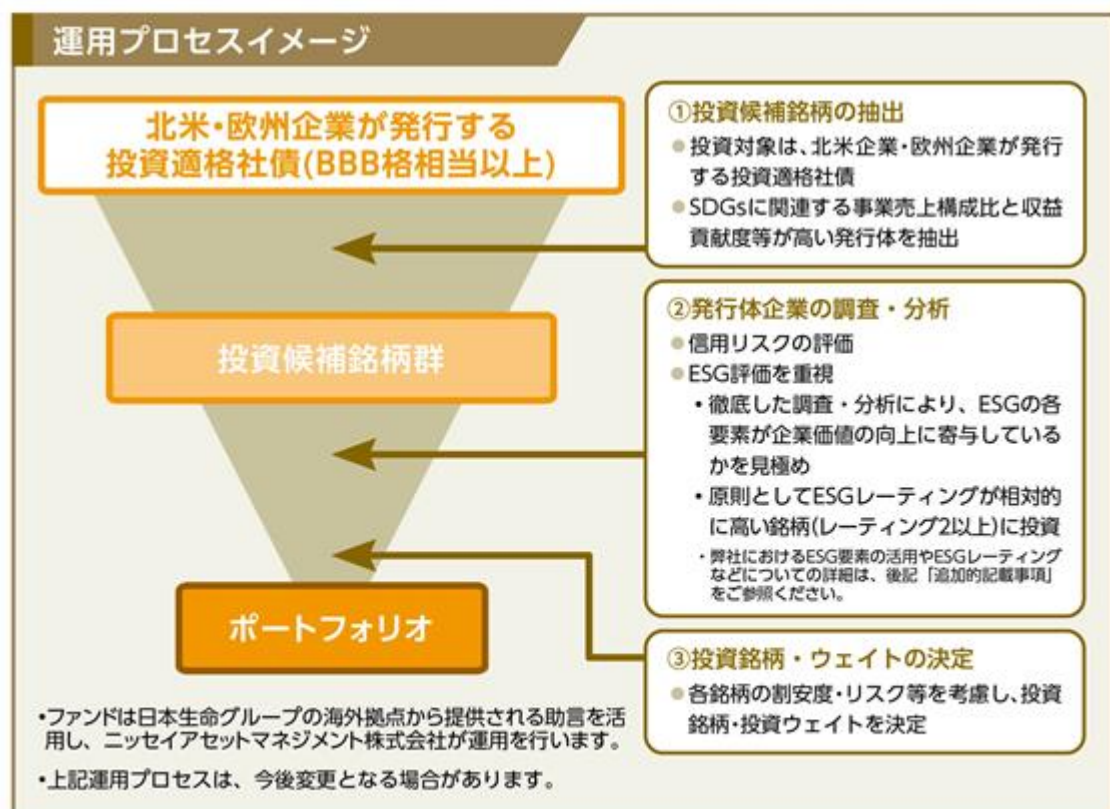 運用プロセスイメージ
北米・欧州企業が発行する
投資適格社債(BBB格相当以上)
投資候補銘柄群
ポートフォリオ
①投資候補銘柄の抽出
●投資対象は、北米企業・欧州企業が発行
する投資適格社債
●SDGsに関連する事業売上構成比と収益
貢献度等が高い発行体を抽出
②発行体企業の調査・分析
●信用リスクの評価
●ESG評価を重視
・徹底した調査・分析により、ESGの各
要素が企業価値の向上に寄与している
かを見極め
・原則としてESGレーティングが相対的
に高い銘柄(レーティング2以上)に投資
・弊社におけるESG要素の活用やESGレーティング
などについての詳細は、後記「追加的記載事項」
をご参照ください。
③投資銘柄・ウェイトの決定
●各銘柄の割安度・リスク等を考慮し、投資
銘柄・投資ウェイトを決定
・ファンドは日本生命グループの海外拠点から提供される助言を活
用し、ニッセイアセットマネジメント株式会社が運用を行います。
・上記運用プロセスは、今後変更となる場合があります。